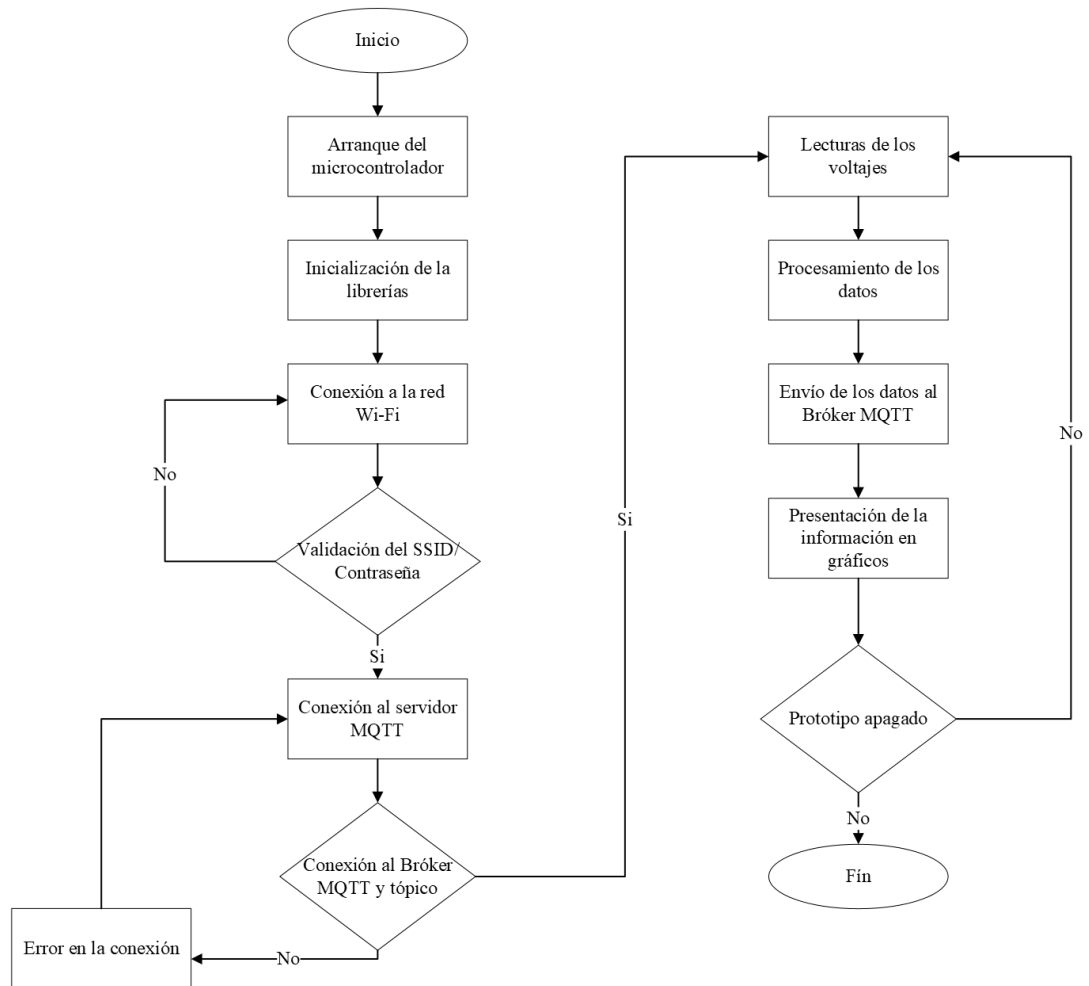 Inicio
Arranque del
microcontrolador
Inicialización de la
librerías
Conexión a la red
Wi-Fi
No
Validación del SSID/
Contraseña
Si
Conexión al servidor
MQTT
Conexión al Bróker
MQTT y tópico
No
Error en la conexión
Si
Lecturas de los
voltajes
Procesamiento de los
datos
Envío de los datos al
Bróker MQTT
Presentación de la
información en
gráficos
No
Prototipo apagado
No
Fín